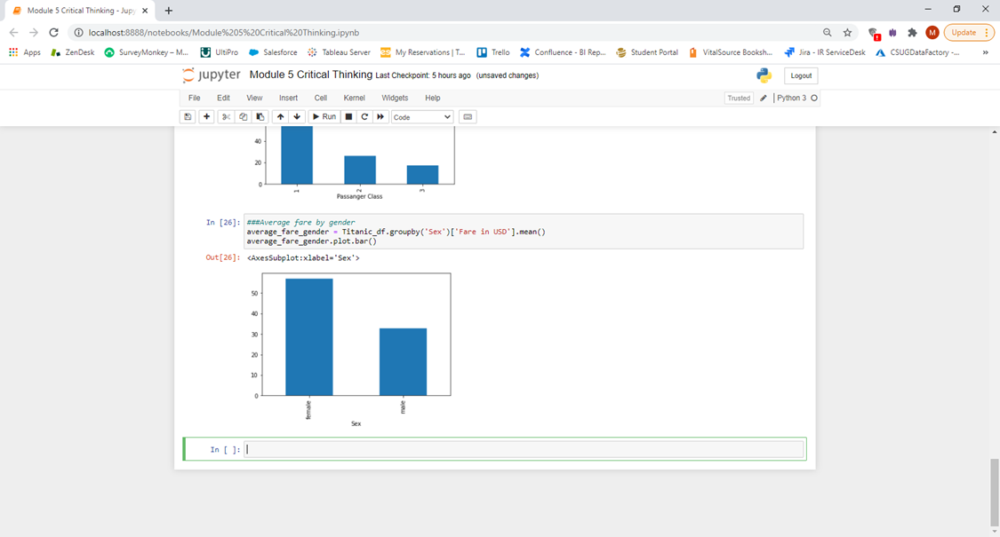 Module 5 Critical Thinking - Jupy
localhost:8888/notebooks/Module%205%20Critical%20Thinking.ipynb
M
Update
Apps
ZenDesk
SurveyMonkey – M...
UltiPro
Salesforce
Tableau Server
My Reservations | T...
Trello
Confluence - BI Rep...
Student Portal
VitalSource Booksh...
Jira - IR ServiceDesk
CSUGDataFactory -...
»
jupyter Module 5 Critical Thinking Last Checkpoint: 5 hours ago (unsaved changes)
Logout
File Edit View Insert Cell Kernel Widgets Help
Trusted
Python 3
Run
Code
40
20
0
1 2 3
Passanger Class
In [26]: ###Average fare by gender
average_fare_gender = Titanic_df.groupby('Sex')['Fare in USD'].mean()
average_fare_gender.plot.bar()
Out[26]: <AxesSubplot:xlabel='Sex'>
50
40
30
20
10
0
female male
Sex
In [ ]: